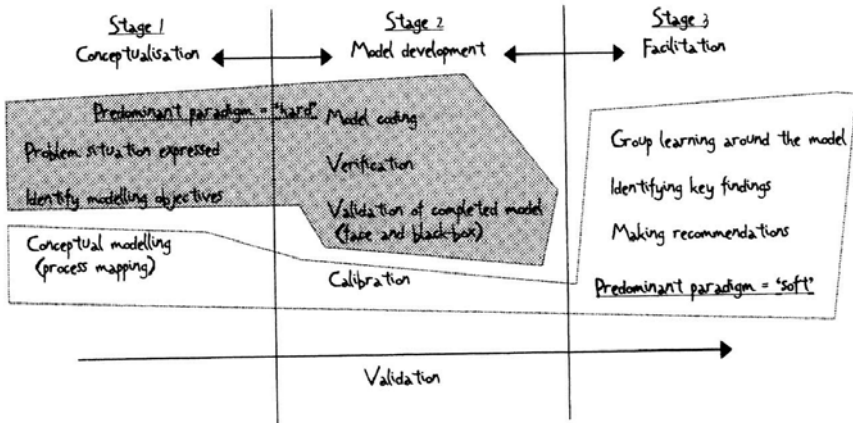 Stage 1
Conceptualisation
Stage 2
Model development
Stage 3
Facilitation
Predominant paradigm = "hard"
Problem situation expressed
Identify modelling objectives
Conceptual modelling
(process mapping)
Model coding
Verification
Validation of completed model
(face and black-box)
Calibration
Group learning around the model
Identifying key findings
Making recommendations
Predominant paradigm = "soft"
Validation